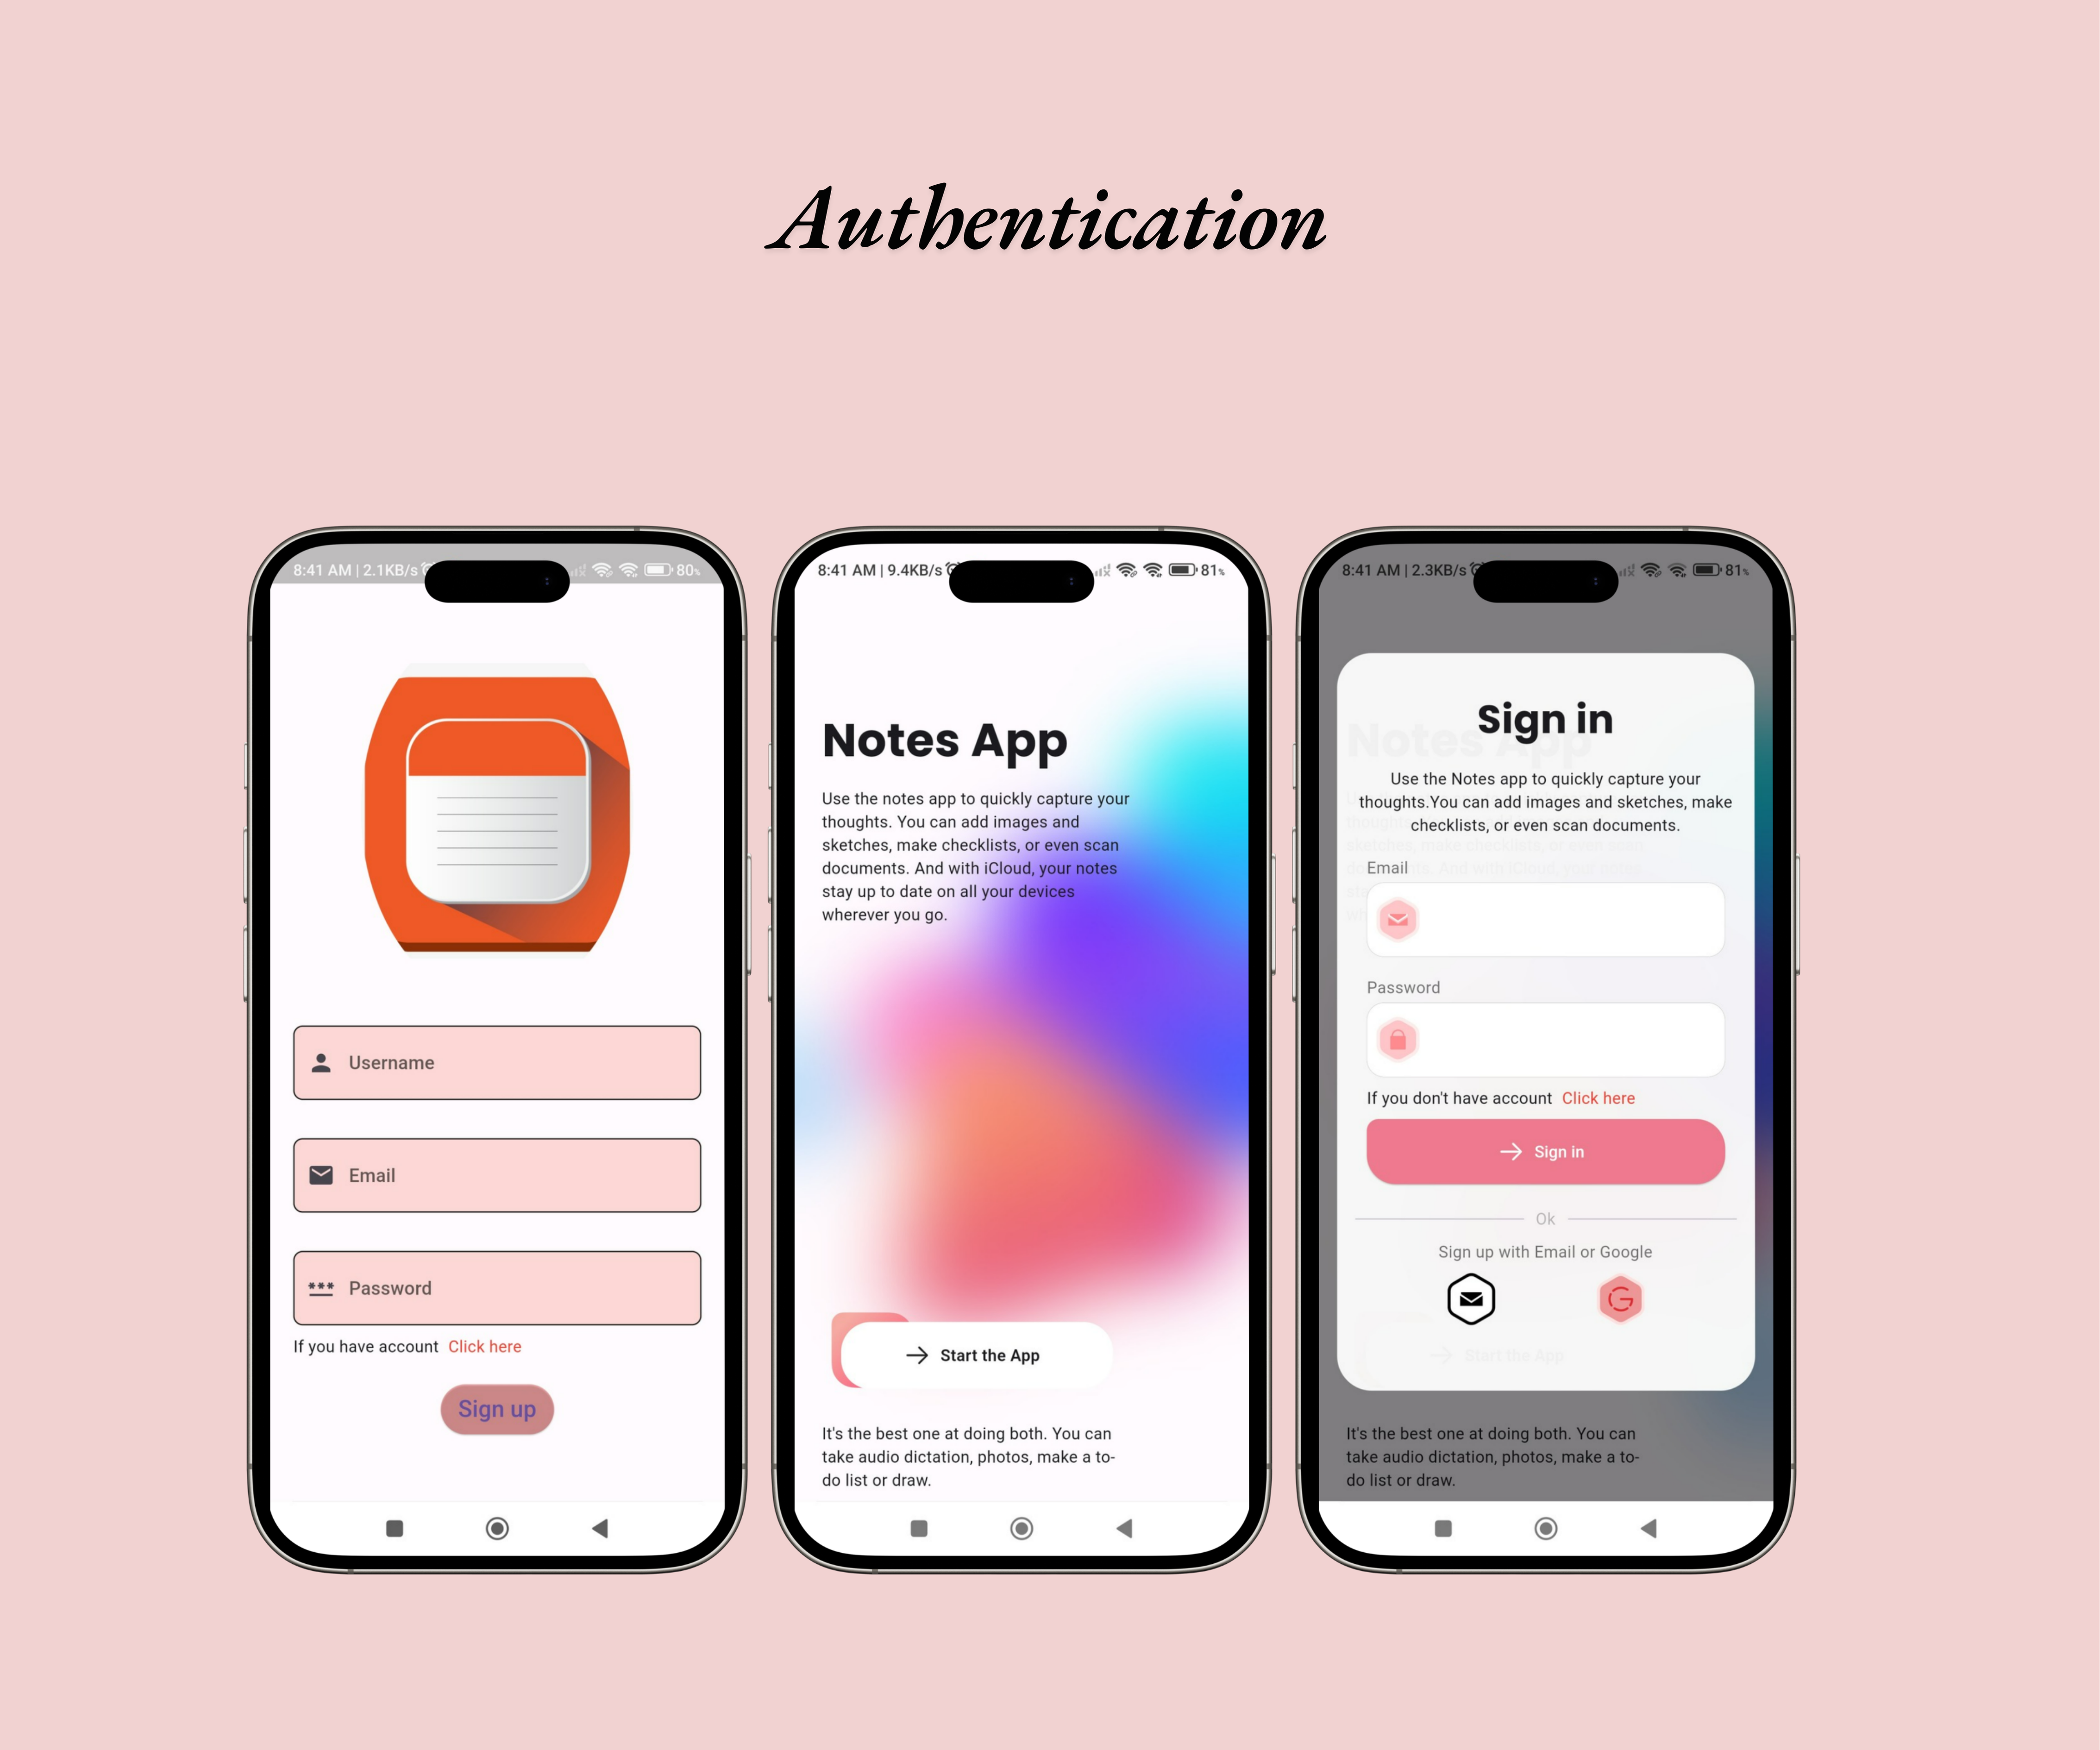 Authentication
8:41 AM | 2.1KB/s
80%
Username
Email
*** Password
If you have account Click here
Sign up
8:41 AM | 9.4KB/s
81%
Notes App
Use the notes app to quickly capture your
thoughts. You can add images and
sketches, make checklists, or even scan
documents. And with iCloud, your notes
stay up to date on all your devices
wherever you go.
Start the App
It's the best one at doing both. You can
take audio dictation, photos, make a to-
do list or draw.
8:41 AM | 2.3KB/s
81%
Notes App
Sign in
Use the Notes app to quickly capture your
thoughts.You can add images and sketches, make
checklists, or even scan documents.
Email
Password
If you don't have account Click here
Sign in
Ok
Sign up with Email or Google
G
Start the App
It's the best one at doing both. You can
take audio dictation, photos, make a to-
do list or draw.